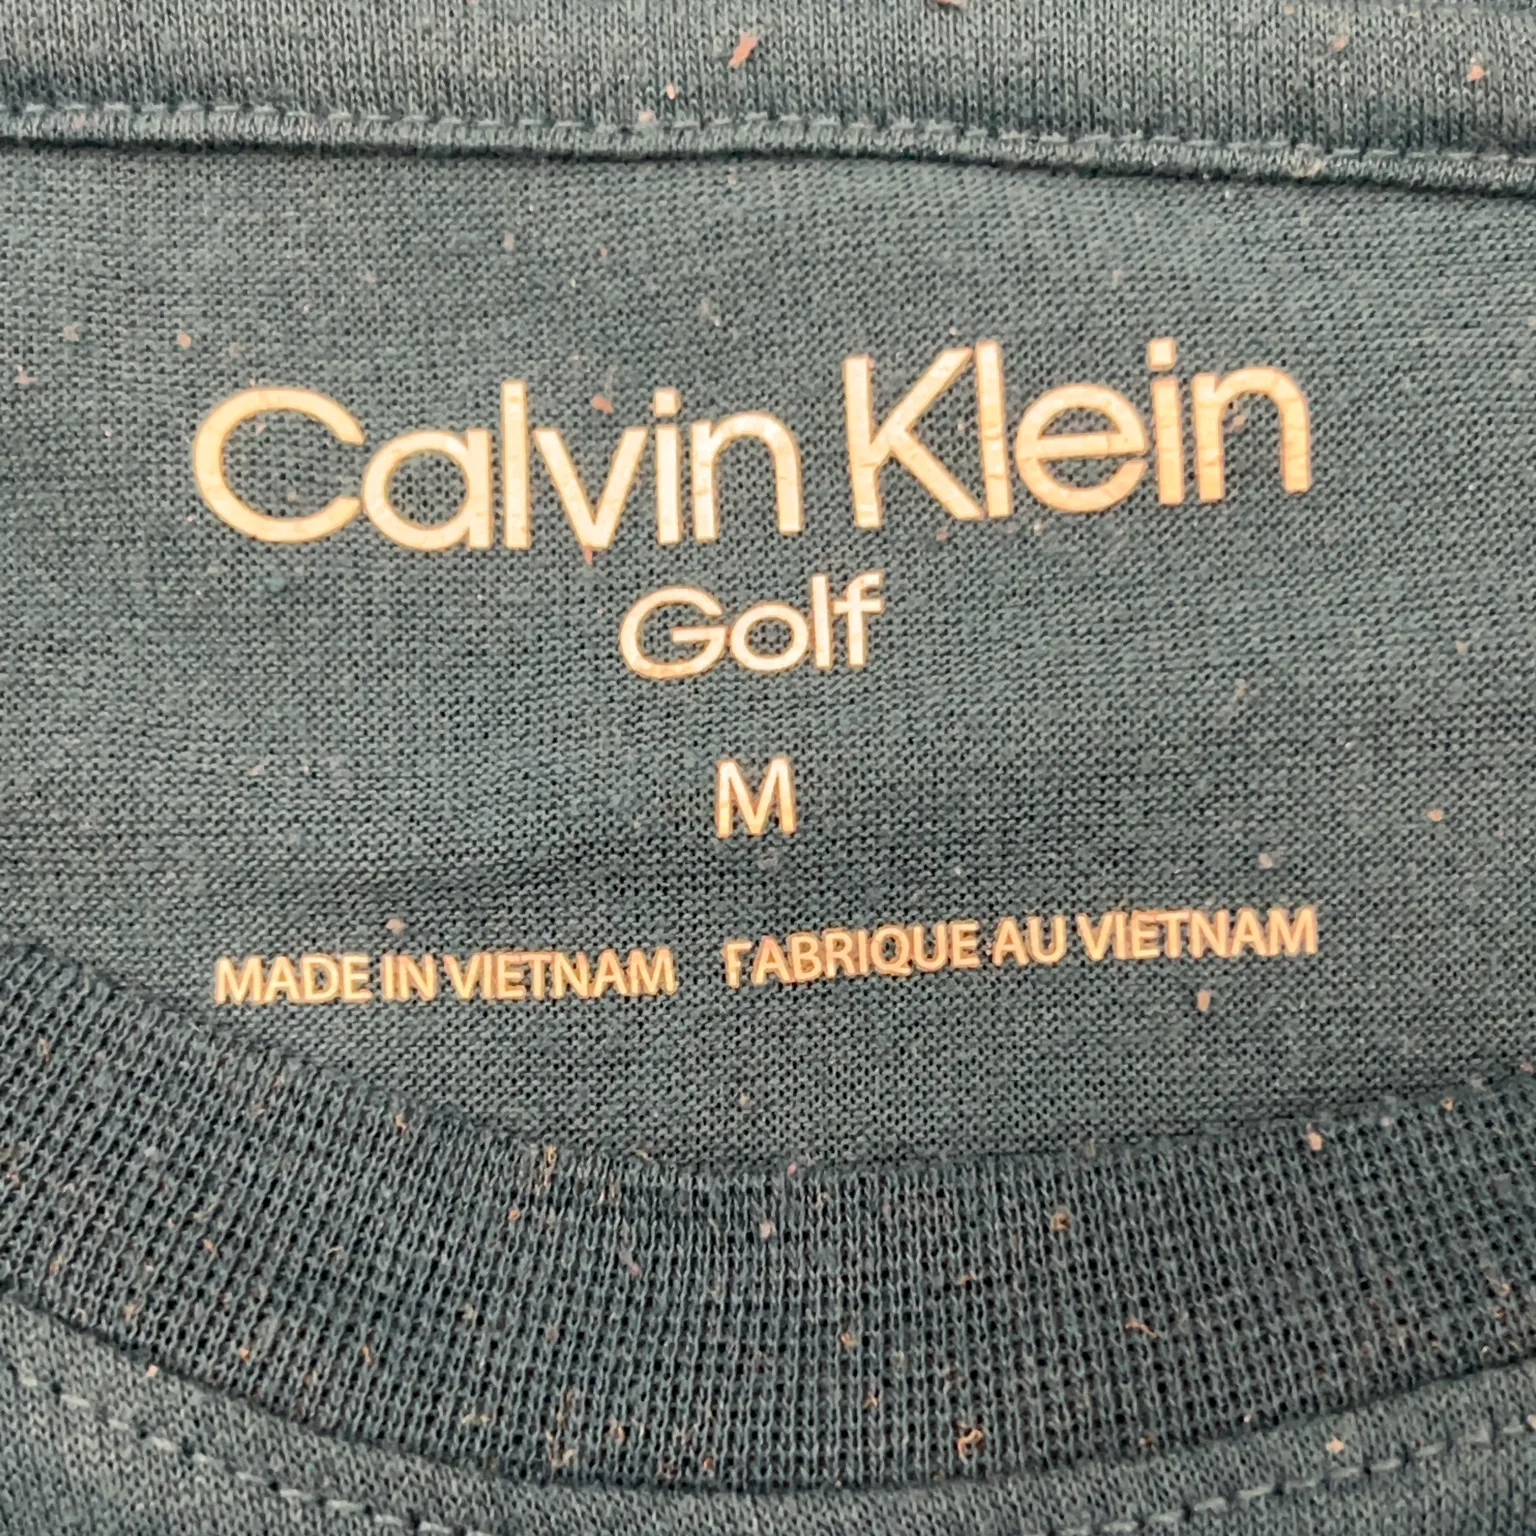 Calvin Klein
Golf
M
MADE IN VIETNAM FABRIQUE AU VIETNAM